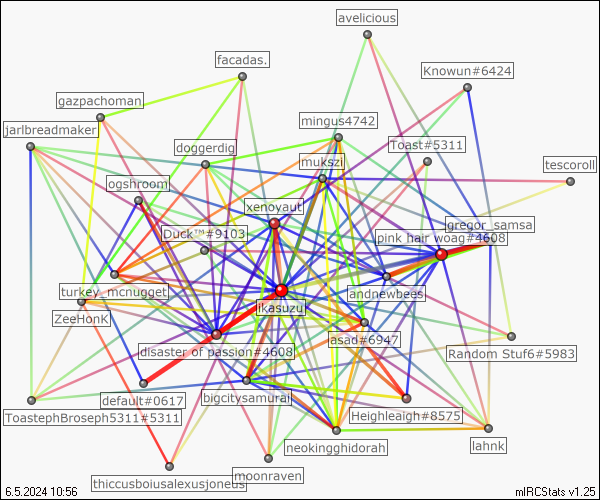 avelicious
facadas.
Knowun#6424
gazpachoman
mingus4742
jarlbreadmaker
doggerdig
Toast#5311
mukszi
tescoroll
ogshroom
xenoyaut
gregor_samsa
Duck™#9103
pink hair woag#4608
turkey_mcnugget
ikasuzu
andnewbees
ZeeHonk
disaster of passion#4608
asad#6947
Random Stuf6#5983
default#0617
bigcitysamurai
ToastephBroseph5311#5311
Heighleaigh#8575
neokingghidorah
lahnk
thiccusboiusalexusjoneus
moonraven
6.5.2024 10:56
mIRCStats v1.25